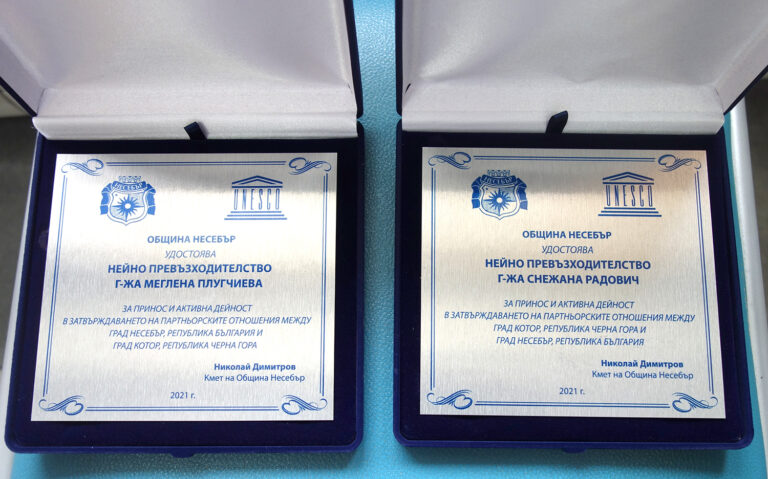 НЕСЕБЪР
UNESCO
ОБЩИНА НЕСЕБЪР
УДОСТОЯВА
НЕЙНО ПРЕВЪЗХОДИТЕЛСТВО
Г-ЖА МЕГЛЕНА ПЛУГЧИЕВА
ЗА ПРИНОС И АКТИВНА ДЕЙНОСТ
В ЗАТВЪРЖДАВАНЕТО НА ПАРТНЬОРСКИТЕ ОТНОШЕНИЯ МЕЖДУ
ГРАД НЕСЕБЪР, РЕПУБЛИКА БЪЛГАРИЯ И
ГРАД КОТОР, РЕПУБЛИКА ЧЕРНА ГОРА
Николай Димитров
Кмет на Община Несебър
2021 г.
НЕСЕБЪР
UNESCO
ОБЩИНА НЕСЕБЪР
УДОСТОЯВА
НЕЙНО ПРЕВЪЗХОДИТЕЛСТВО
Г-ЖА СНЕЖАНА РАДОВИЧ
ЗА ПРИНОС И АКТИВНА ДЕЙНОСТ
В ЗАТВЪРЖДАВАНЕТО НА ПАРТНЬОРСКИТЕ ОТНОШЕНИЯ МЕЖДУ
ГРАД КОТОР, РЕПУБЛИКА ЧЕРНА ГОРА И
ГРАД НЕСЕБЪР, РЕПУБЛИКА БЪЛГАРИЯ
Николай Димитров
Кмет на Община Несебър
2021 г.